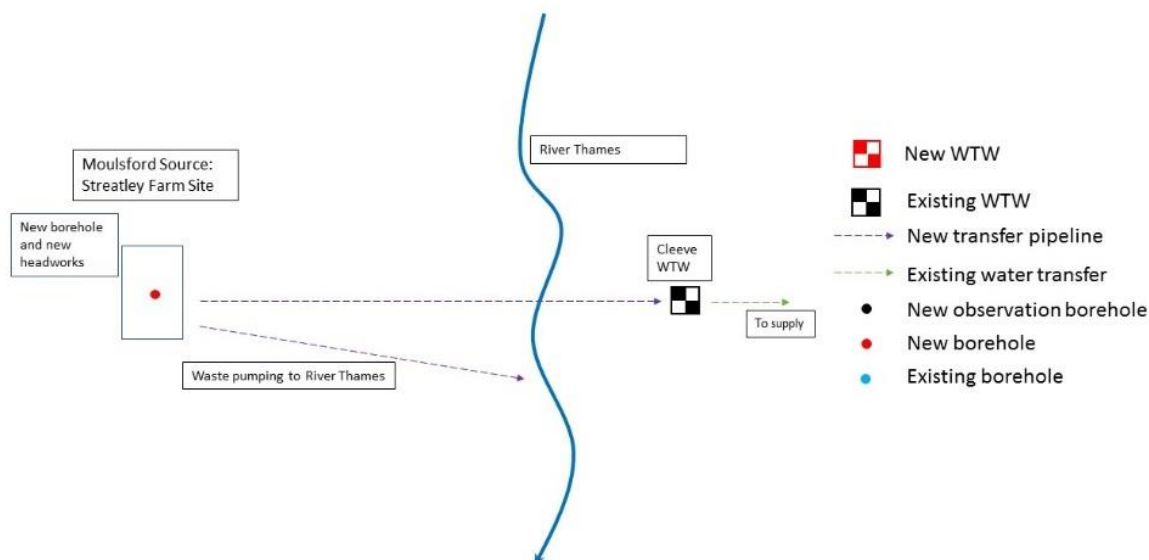 Moulsford Source:
Streatley Farm Site
New borehole
and new
headworks
River Thames
Cleeve
WTW
To supply
Waste pumping to River Thames
New WTW
Existing WTW
New transfer pipeline
Existing water transfer
New observation borehole
New borehole
Existing borehole